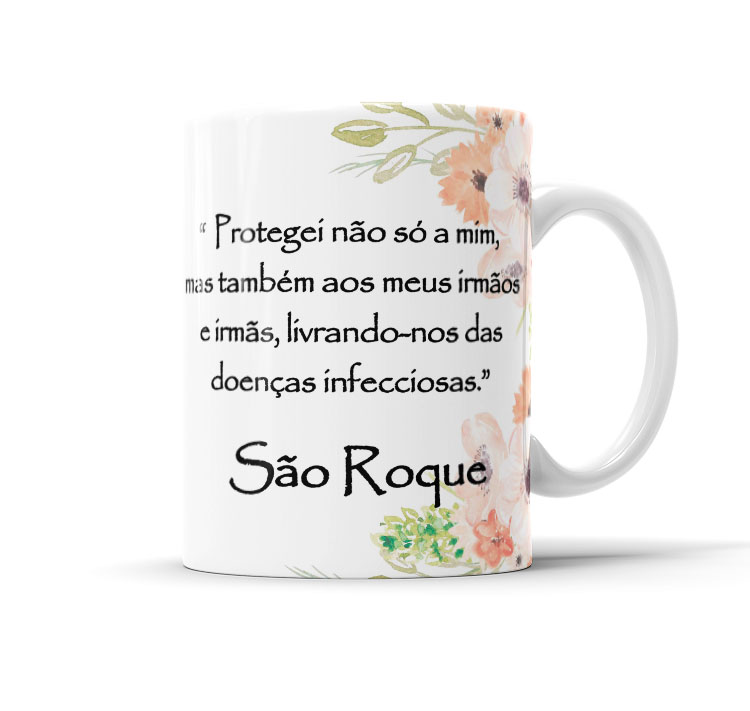 “ Protegei não só a mim,
mas também aos meus irmãos
e irmãs, livrando-nos das
doenças infecciosas.”
São Roque